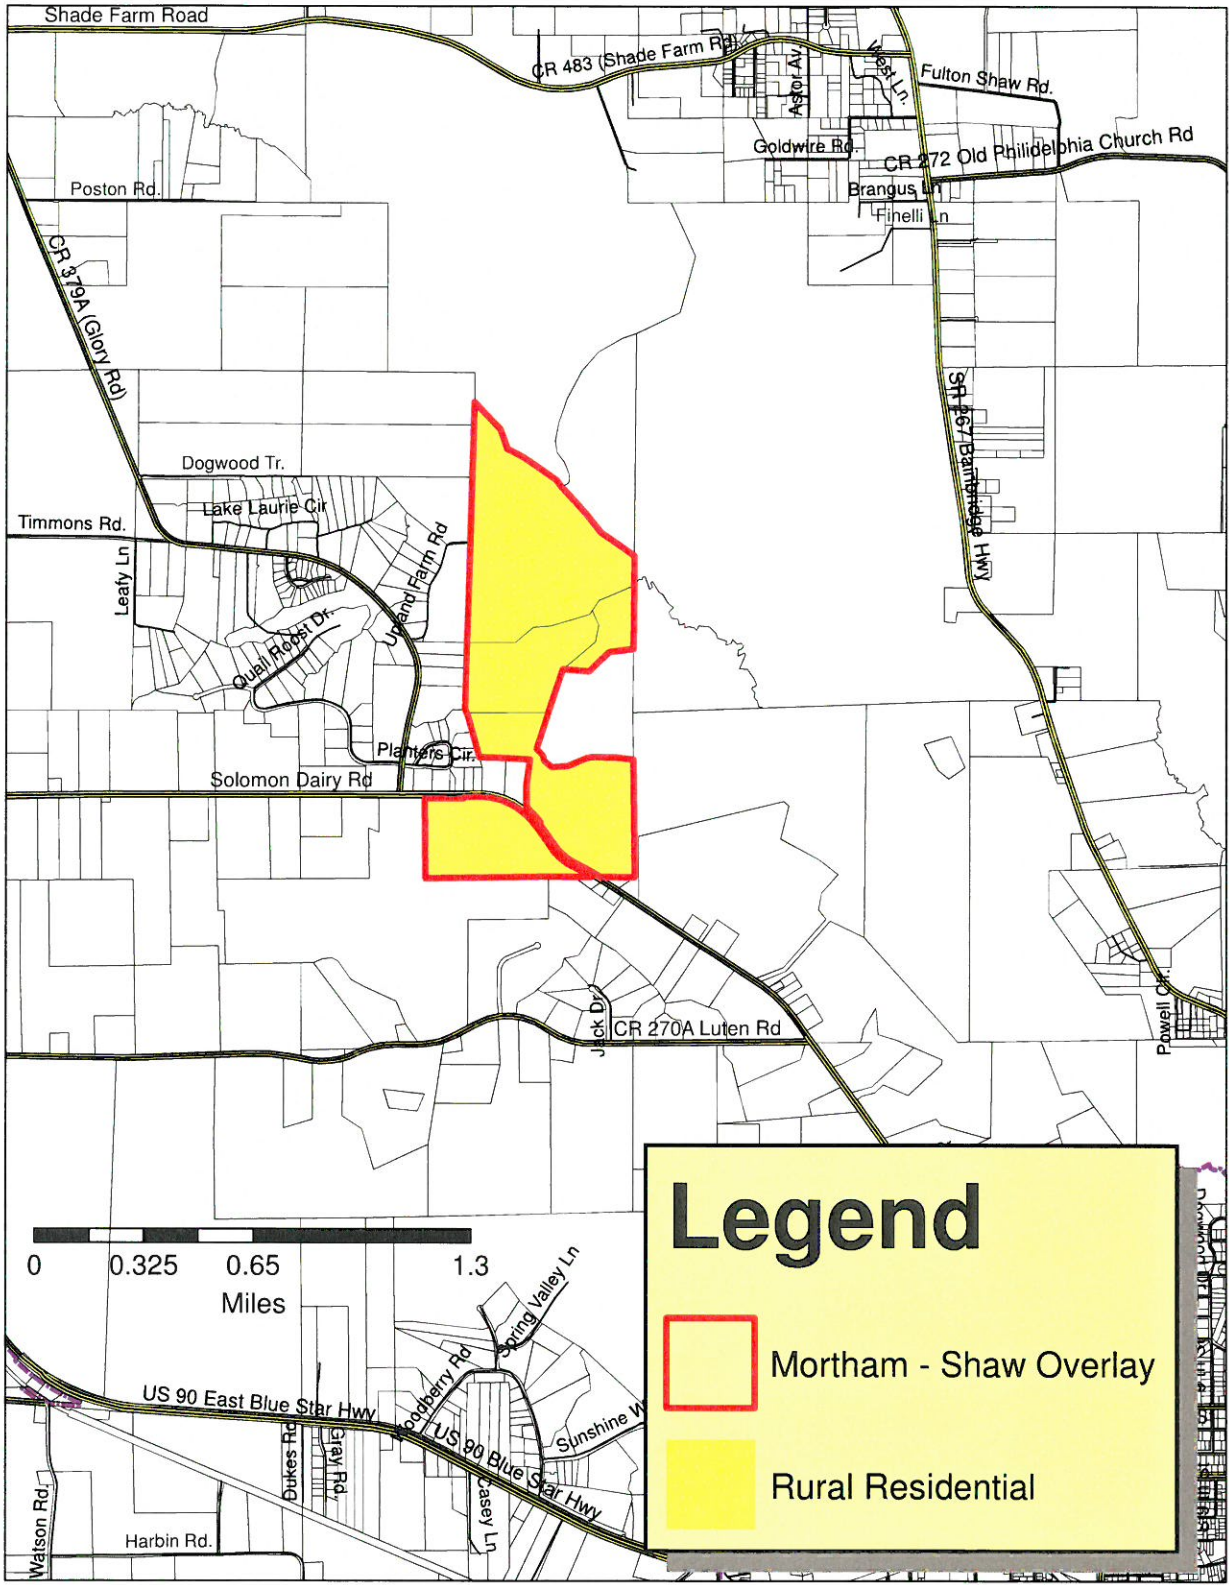 Shade Farm Road
CR 483 (Shade Farm Rd)
Astor Av.
West Ln.
Fulton Shaw Rd.
Goldwire Rd.
CR 272 Old Philidelphia Church Rd
Brangus Ln
Finelli Ln
Poston Rd.
CR 379A (Glory Rd)
SR 267 Bainbridge Hwy
Dogwood Tr.
Lake Laurie Cir
Timmons Rd.
Leafy Ln
Upland Farm Rd
Quail Roost Dr.
Planters Cir.
Solomon Dairy Rd
Jack Dr
CR 270A Luten Rd
Powell Cir.
0 0.325 0.65 1.3
Miles
Legend
Mortham - Shaw Overlay
Rural Residential
Spring Valley Ln
Woodberry Rd
US 90 East Blue Star Hwy
US 90 Blue Star Hwy
Sunshine W
Dukes Rd
Gray Rd.
Casey Ln
Watson Rd.
Harbin Rd.